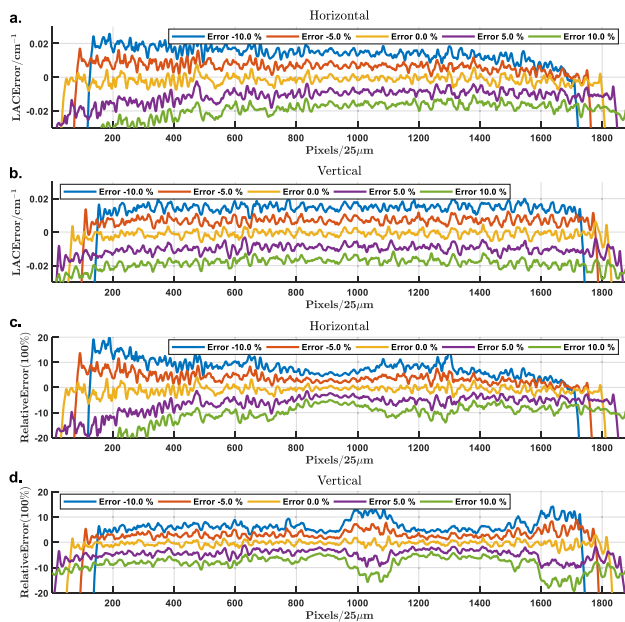 a.
Horizontal
Error -10.0 % Error -5.0 % Error 0.0 % Error 5.0 % Error 10.0 %
LACError/cm⁻¹
0.02
0
-0.02
200 400 600 800 1000 1200 1400 1600 1800
Pixels/25μm
b.
Vertical
Error -10.0 % Error -5.0 % Error 0.0 % Error 5.0 % Error 10.0 %
LACError/cm⁻¹
0.02
0
-0.02
200 400 600 800 1000 1200 1400 1600 1800
Pixels/25μm
c.
Horizontal
Error -10.0 % Error -5.0 % Error 0.0 % Error 5.0 % Error 10.0 %
RelativeError(100%)
20
10
0
-10
-20
200 400 600 800 1000 1200 1400 1600 1800
Pixels/25μm
d.
Vertical
Error -10.0 % Error -5.0 % Error 0.0 % Error 5.0 % Error 10.0 %
RelativeError(100%)
20
10
0
-10
-20
200 400 600 800 1000 1200 1400 1600 1800
Pixels/25μm